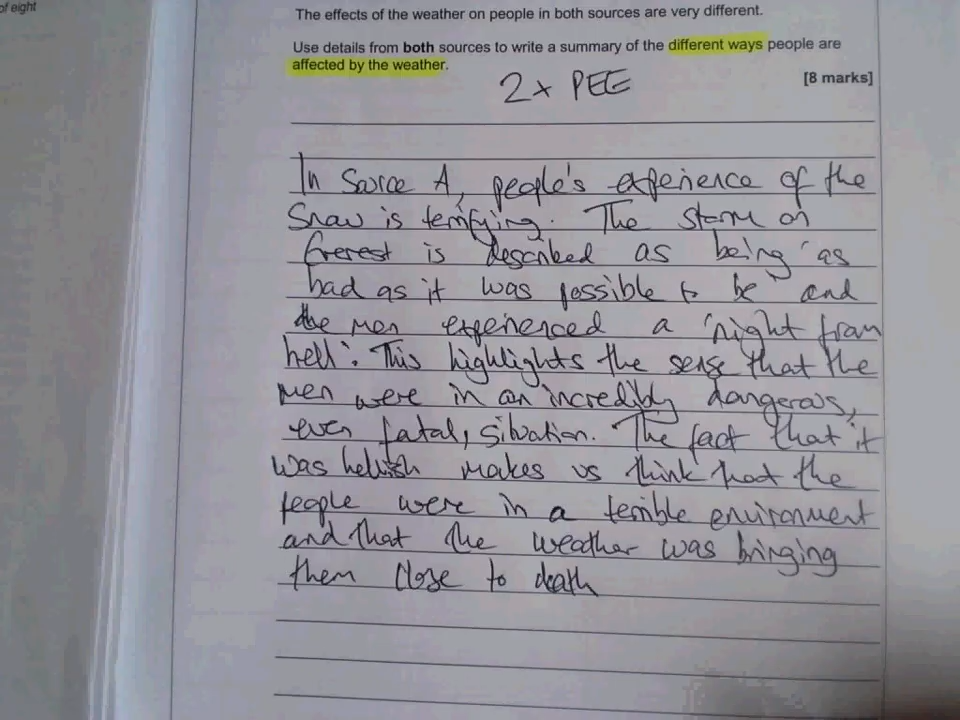 of eight
The effects of the weather on people in both sources are very different.
Use details from both sources to write a summary of the different ways people are
affected by the weather.
[8 marks]
2x PEE
In Source A, people's experience of the
Snow is terrifying. The storm on
Everest is described as being 'as
bad as it was possible to be' and
the men experienced a 'night from
hell'. This highlights the sense that the
men were in an incredibly dangerous,
even fatal, situation. The fact that it
was hellish makes us think that the
people were in a terrible environment
and that the weather was bringing
them close to death